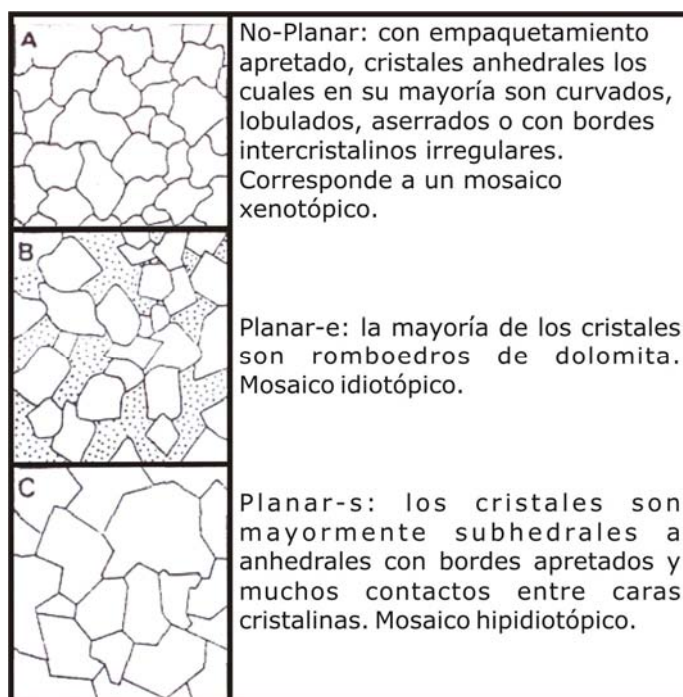 A
No-Planar: con empaquetamiento
apretado, cristales anhedrales los
cuales en su mayoría son curvados,
lobulados, aserrados o con bordes
intercristalinos irregulares.
Corresponde a un mosaico
xenotópico.
B
Planar-e: la mayoría de los cristales
son romboedros de dolomita.
Mosaico idiotópico.
C
Planar-s: los cristales son
mayormente subhedrales a
anhedrales con bordes apretados y
muchos contactos entre caras
cristalinas. Mosaico hipidiotópico.